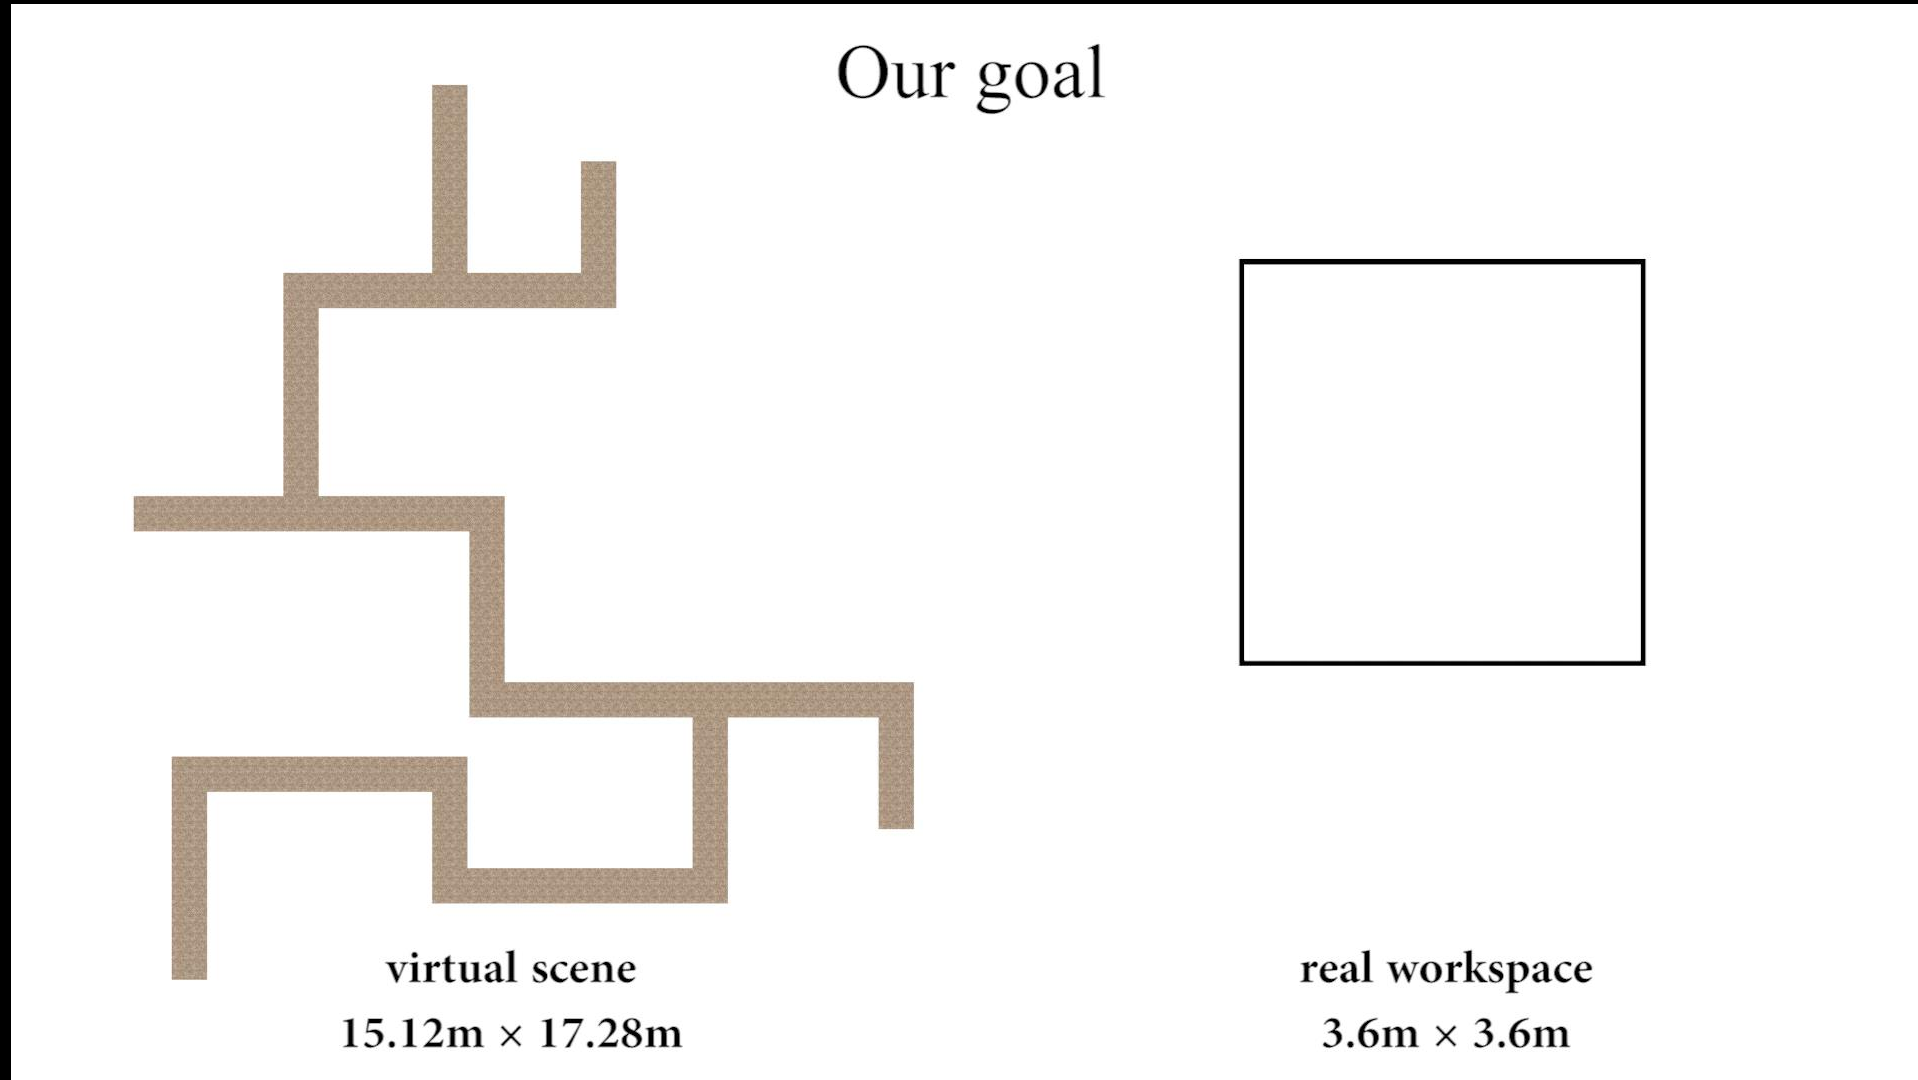 Our goal
virtual scene
15.12m × 17.28m
real workspace
3.6m × 3.6m